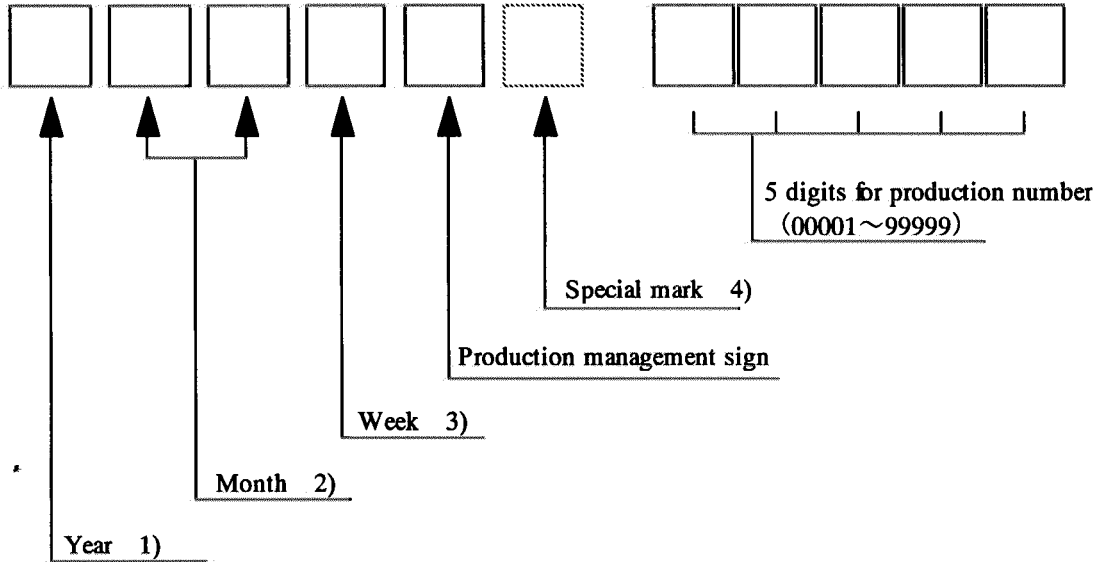 5 digits for production number
(00001～99999)
Special mark 4)
Production management sign
Week 3)
Month 2)
Year 1)